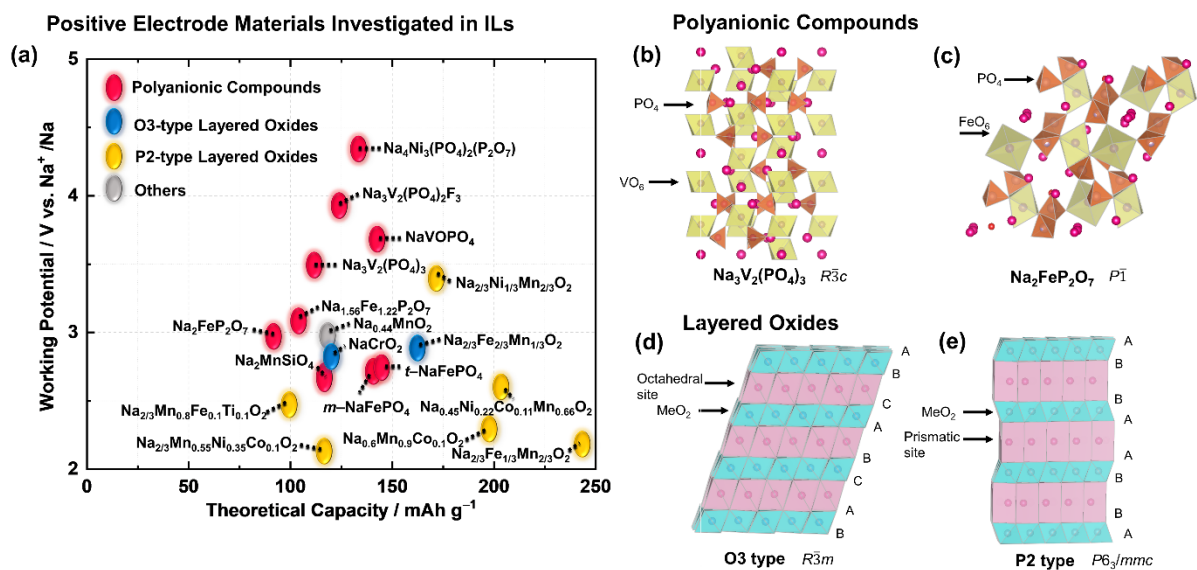 Positive Electrode Materials Investigated in ILs
(a)
Working Potential / V vs. Na⁺ /Na
5
4
3
2
Polyanionic Compounds
O3-type Layered Oxides
P2-type Layered Oxides
Others
Na₄Ni₃(PO₄)₂(P₂O₇)
Na₃V₂(PO₄)₂F₃
NaVOPO₄
Na₃V₂(PO₄)₃
Na₂/₃Ni₁/₃Mn₂/₃O₂
Na₁.₅₆Fe₁.₂₂P₂O₇
Na₂FeP₂O₇
Na₀.₄₄MnO₂
NaCrO₂
Na₂/₃Fe₂/₃Mn₁/₃O₂
Na₂MnSiO₄
t–NaFePO₄
m–NaFePO₄
Na₀.₄₅Ni₀.₂₂Co₀.₁₁Mn₀.₆₆O₂
Na₂/₃Mn₀.₈Fe₀.₁Ti₀.₁O₂
Na₂/₃Mn₀.₅₅Ni₀.₃₅Co₀.₁O₂
Na₀.₆Mn₀.₉Co₀.₁O₂
Na₂/₃Fe₁/₃Mn₂/₃O₂
0 50 100 150 200 250
Theoretical Capacity / mAh g⁻¹
Polyanionic Compounds
(b)
PO₄
VO₆
Na₃V₂(PO₄)₃ R3̅c
(c)
PO₄
FeO₆
Na₂FeP₂O₇ P1̅
Layered Oxides
(d)
Octahedral
site
MeO₂
A
B
C
A
B
C
A
B
O3 type R3̅m
(e)
MeO₂
Prismatic
site
A
B
B
A
A
B
B
A
P2 type P6₃/mmc